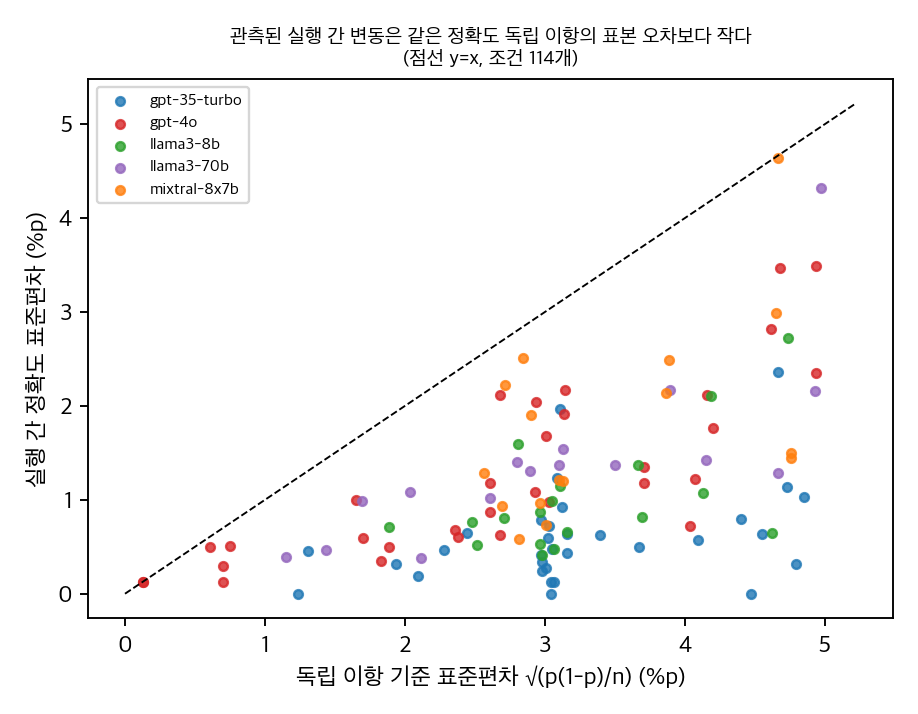 관측된 실행 간 변동은 같은 정확도 독립 이항의 표본 오차보다 작다
(점선 y=x, 조건 114개)
gpt-35-turbo
gpt-4o
llama3-8b
llama3-70b
mixtral-8x7b
실행 간 정확도 표준편차 (%p)
5
4
3
2
1
0
0 1 2 3 4 5
독립 이항 기준 표준편차 √(p(1-p)/n) (%p)